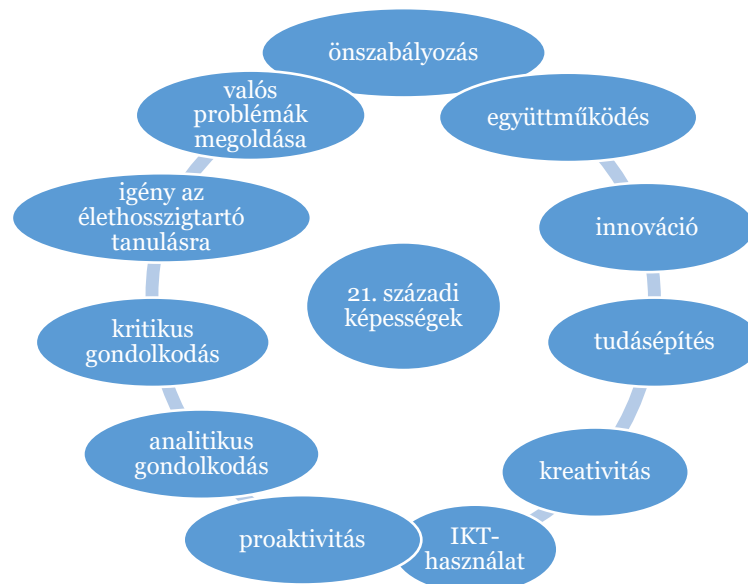 önszabályozás
együttműködés
innováció
tudásépítés
kreativitás
IKT-
használat
proaktivitás
analitikus
gondolkodás
kritikus
gondolkodás
igény az
élethosszigtartó
tanulásra
valós
problémák
megoldása
21. századi
képességek